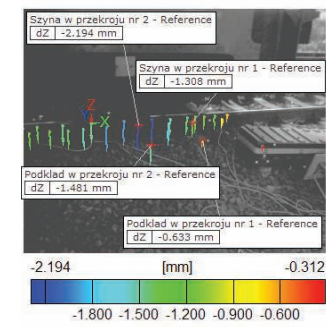 Szyna w przekroju nr 2 - Reference
dZ -2.194 mm
Szyna w przekroju nr 1 - Reference
dZ -1.308 mm
Z
Y X
Podklad w przekroju nr 2 - Reference
dZ -1.481 mm
Podklad w przekroju nr 1 - Reference
dZ -0.633 mm
-2.194 [mm] -0.312
-1.800 -1.500 -1.200 -0.900 -0.600